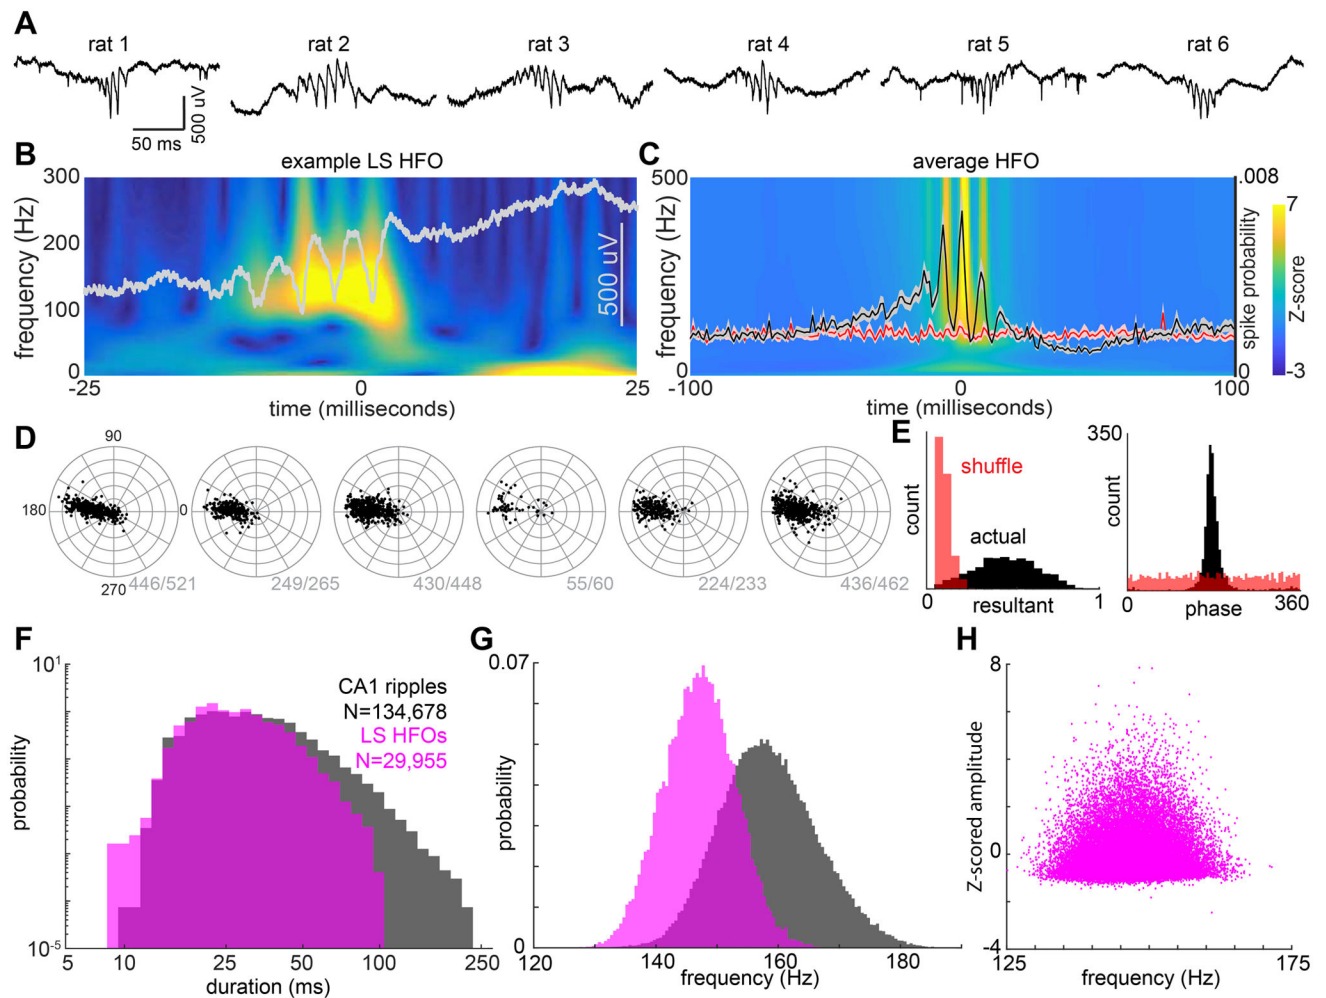 A
rat 1
rat 2
rat 3
rat 4
rat 5
rat 6
500 uV
50 ms
B
example LS HFO
300
200
100
0
frequency (Hz)
500 uV
-25
0
25
time (milliseconds)
C
average HFO
500
0
frequency (Hz)
.008
0
spike probability
7
-3
Z-score
-100
0
100
time (milliseconds)
D
90
180
0
270
446/521
249/265
430/448
55/60
224/233
436/462
E
shuffle
actual
count
0
1
resultant
350
count
0
360
phase
F
10¹
10⁻⁵
probability
CA1 ripples
N=134,678
LS HFOs
N=29,955
5
10
25
50
100
250
duration (ms)
G
0.07
0
probability
120
140
160
180
frequency (Hz)
H
8
0
-4
Z-scored amplitude
125
175
frequency (Hz)